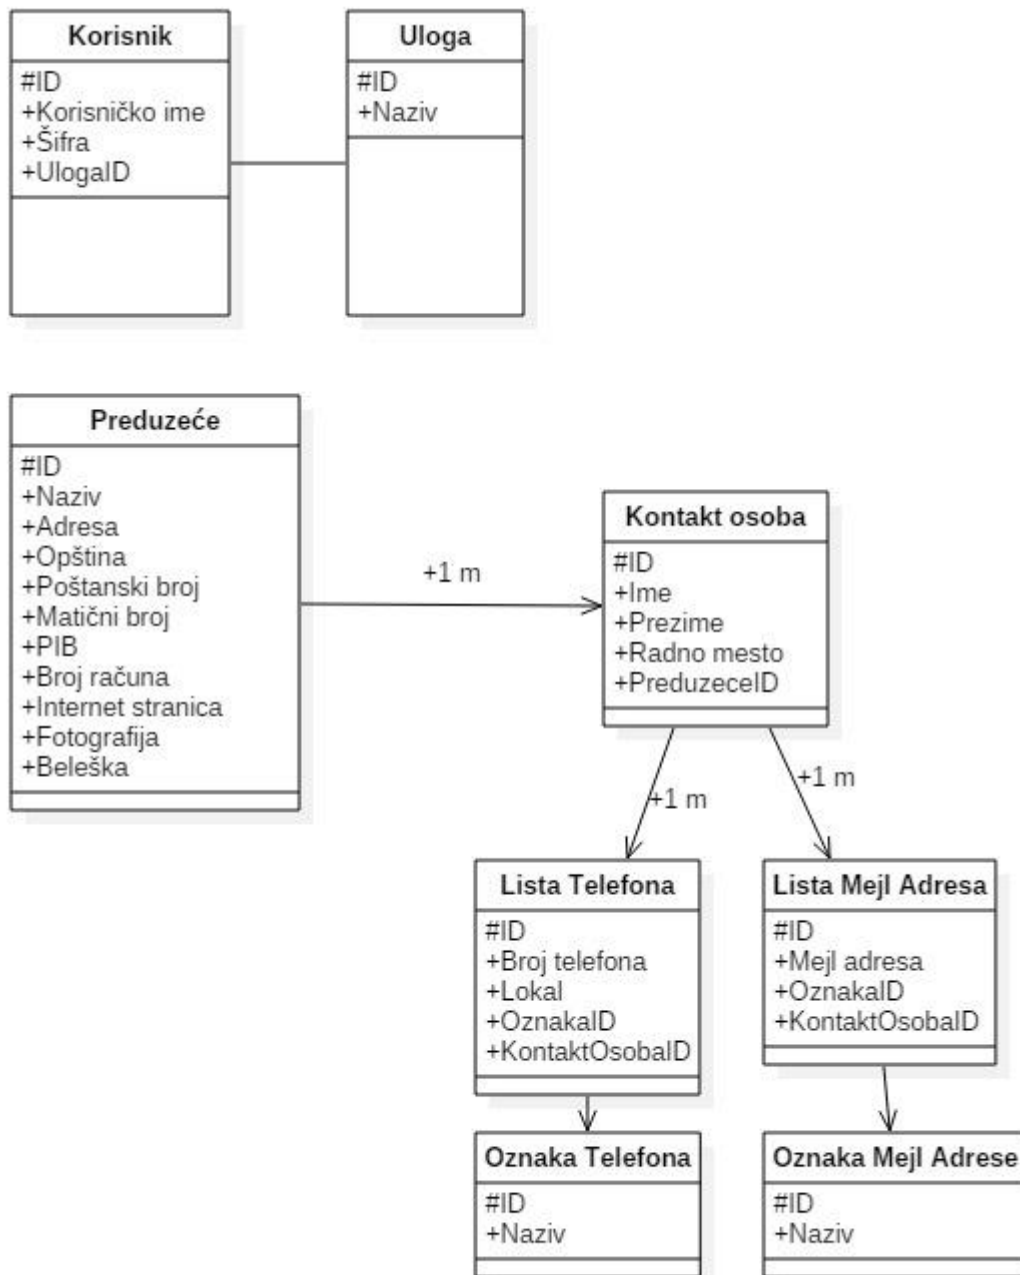 Korisnik
#ID
+Korisničko ime
+Šifra
+UlogaID
Uloga
#ID
+Naziv
Preduzeće
#ID
+Naziv
+Adresa
+Opština
+Poštanski broj
+Matični broj
+PIB
+Broj računa
+Internet stranica
+Fotografija
+Beleška
+1 m
Kontakt osoba
#ID
+Ime
+Prezime
+Radno mesto
+PreduzeceID
+1 m
+1 m
Lista Telefona
#ID
+Broj telefona
+Lokal
+OznakaID
+KontaktOsobaID
Lista Mejl Adresa
#ID
+Mejl adresa
+OznakaID
+KontaktOsobaID
Oznaka Telefona
#ID
+Naziv
Oznaka Mejl Adrese
#ID
+Naziv